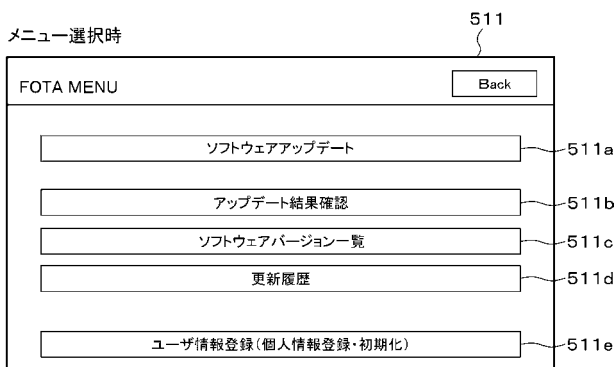 511
メニュー選択時
FOTA MENU Back
ソフトウェアアップデート 511a
アップデート結果確認 511b
ソフトウェアバージョン一覧 511c
更新履歴 511d
ユーザ情報登録(個人情報登録・初期化) 511e